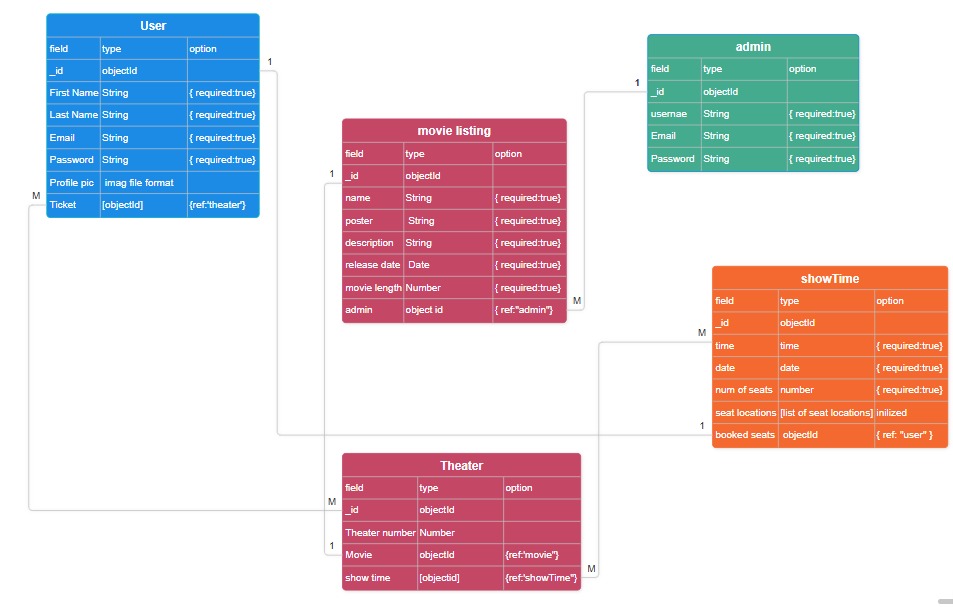 User
field type option
_id objectId
First Name String { required:true}
Last Name String { required:true}
Email String { required:true}
Password String { required:true}
Profile pic imag file format
Ticket [objectId] {ref:'theater'}
1
M
admin
field type option
_id objectId
usernae String { required:true}
Email String { required:true}
Password String { required:true}
1
movie listing
field type option
_id objectId
name String { required:true}
poster String { required:true}
description String { required:true}
release date Date { required:true}
movie length Number { required:true}
admin object id { ref:"admin"}
1
M
showTime
field type option
_id objectId
time time { required:true}
date date { required:true}
num of seats number { required:true}
seat locations [list of seat locations] inilized
booked seats objectId { ref: "user" }
M
1
Theater
field type option
_id objectId
Theater number Number
Movie objectId {ref:'movie"}
show time [objectid] {ref:'showTime"}
M
1
M